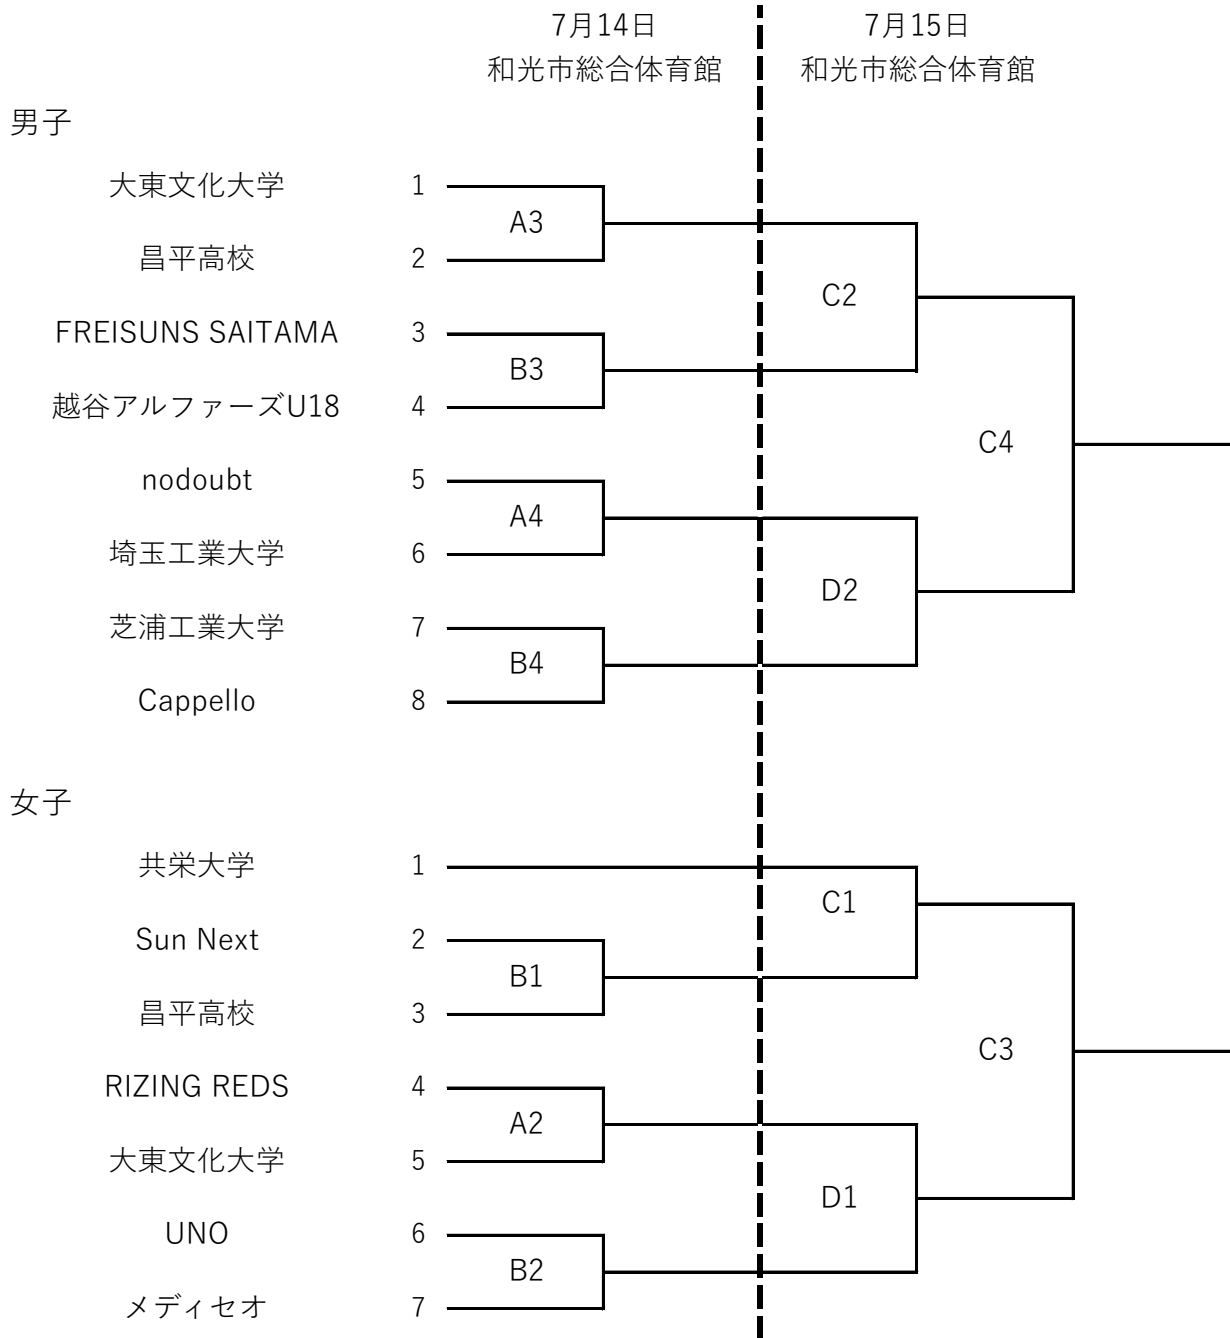 7月14日 7月15日
和光市総合体育館 和光市総合体育館
男子
大東文化大学 1
A3
昌平高校 2
C2
FREISUNS SAITAMA 3
B3
越谷アルファーズU18 4
C4
nodoubt 5
A4
埼玉工業大学 6
D2
芝浦工業大学 7
B4
Cappello 8
女子
共栄大学 1
C1
Sun Next 2
B1
昌平高校 3
C3
RIZING REDS 4
A2
大東文化大学 5
D1
UNO 6
B2
メディセオ 7